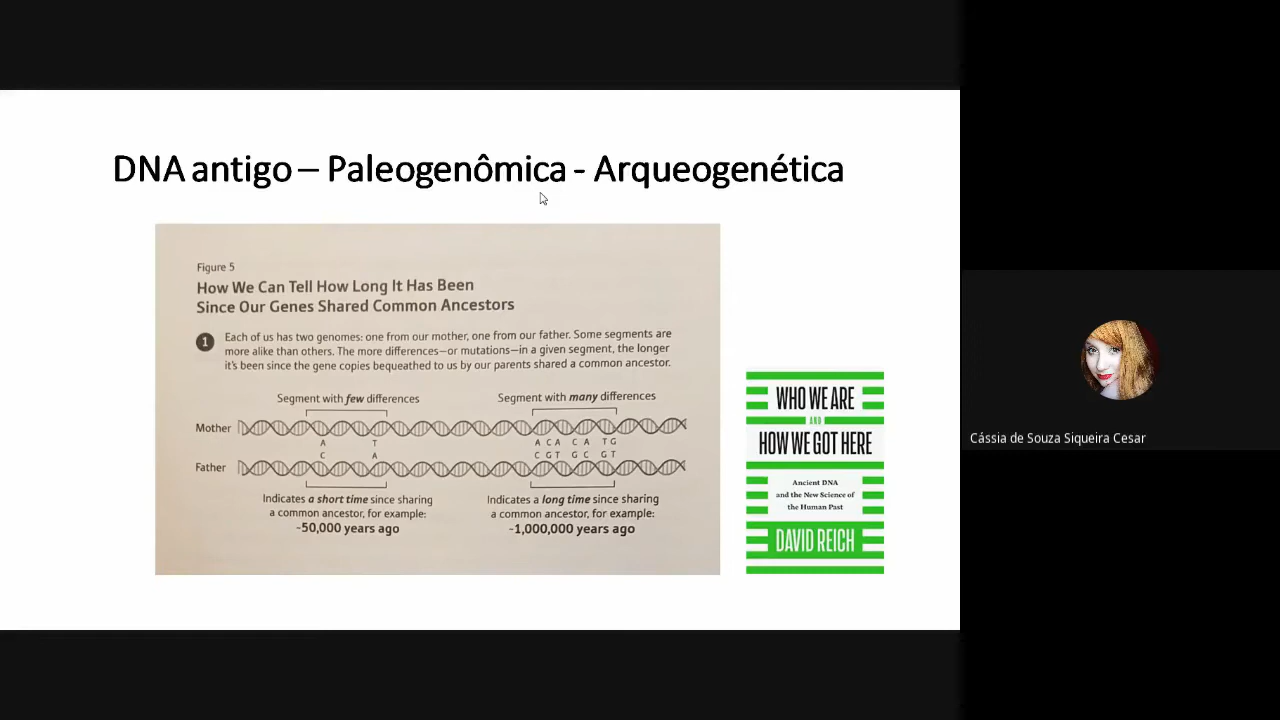 DNA antigo – Paleogenômica - Arqueogenética
Figure 5
How We Can Tell How Long It Has Been
Since Our Genes Shared Common Ancestors
1
Each of us has two genomes: one from our mother, one from our father. Some segments are
more alike than others. The more differences—or mutations—in a given segment, the longer
it's been since the gene copies bequeathed to us by our parents shared a common ancestor.
Segment with few differences
Segment with many differences
Mother
A T
A C A C A T G
C A
C G T G C G T
Father
Indicates a short time since sharing
a common ancestor, for example:
~50,000 years ago
Indicates a long time since sharing
a common ancestor, for example:
~1,000,000 years ago
WHO WE ARE
AND
HOW WE GOT HERE
Ancient DNA
and the New Science of
the Human Past
DAVID REICH
Cássia de Souza Siqueira Cesar